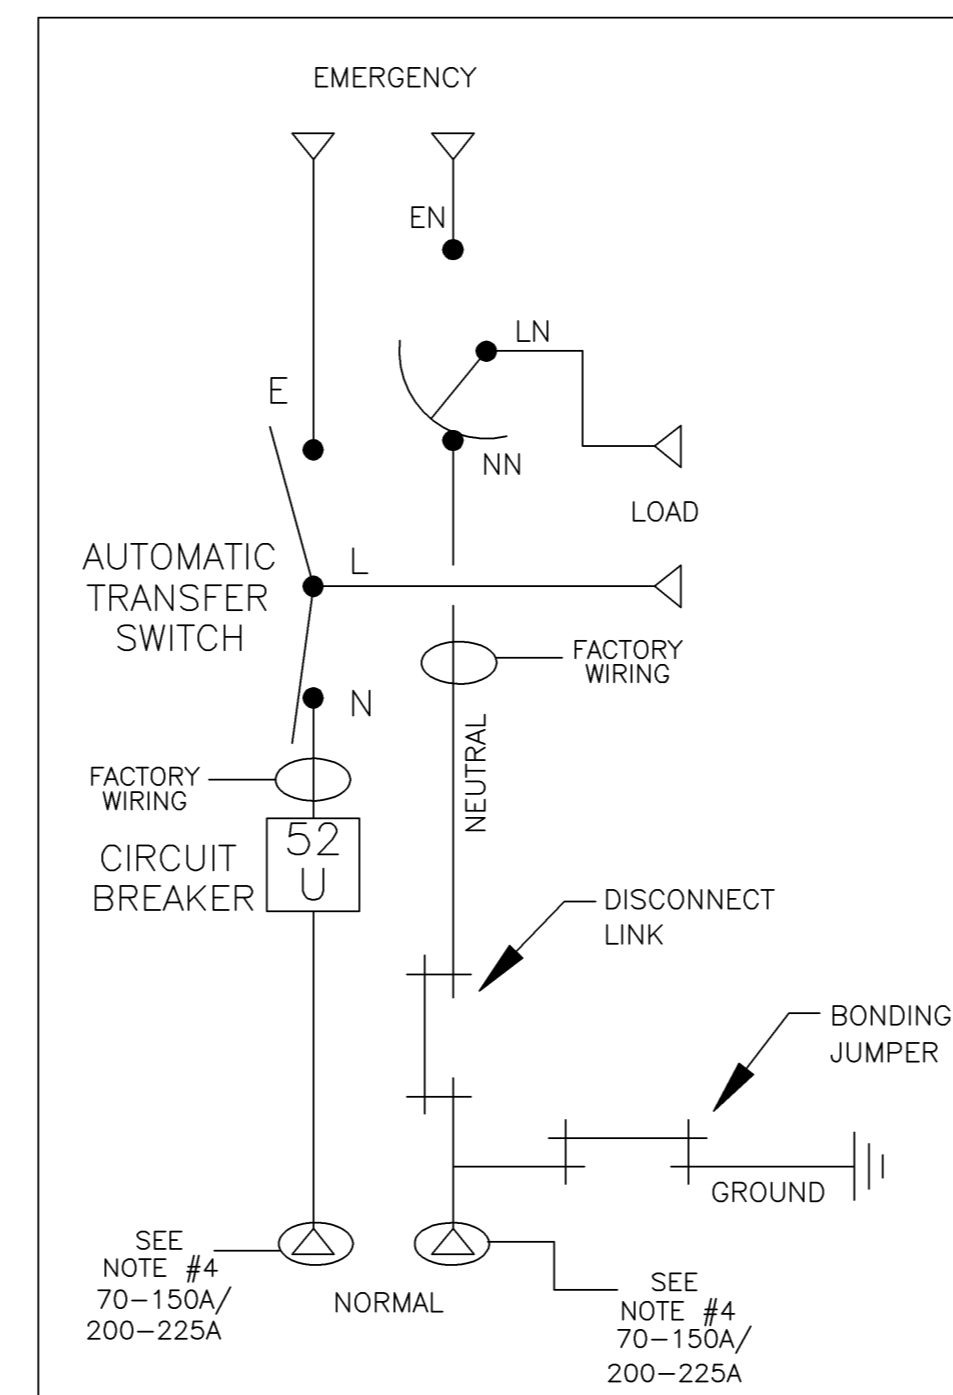 EMERGENCY
EN
LN
E
NN
LOAD
AUTOMATIC
TRANSFER
SWITCH
L
FACTORY
WIRING
N
NEUTRAL
FACTORY
WIRING
52
U
CIRCUIT
BREAKER
DISCONNECT
LINK
BONDING
JUMPER
GROUND
SEE
NOTE #4
70-150A/
200-225A
NORMAL
SEE
NOTE #4
70-150A/
200-225A